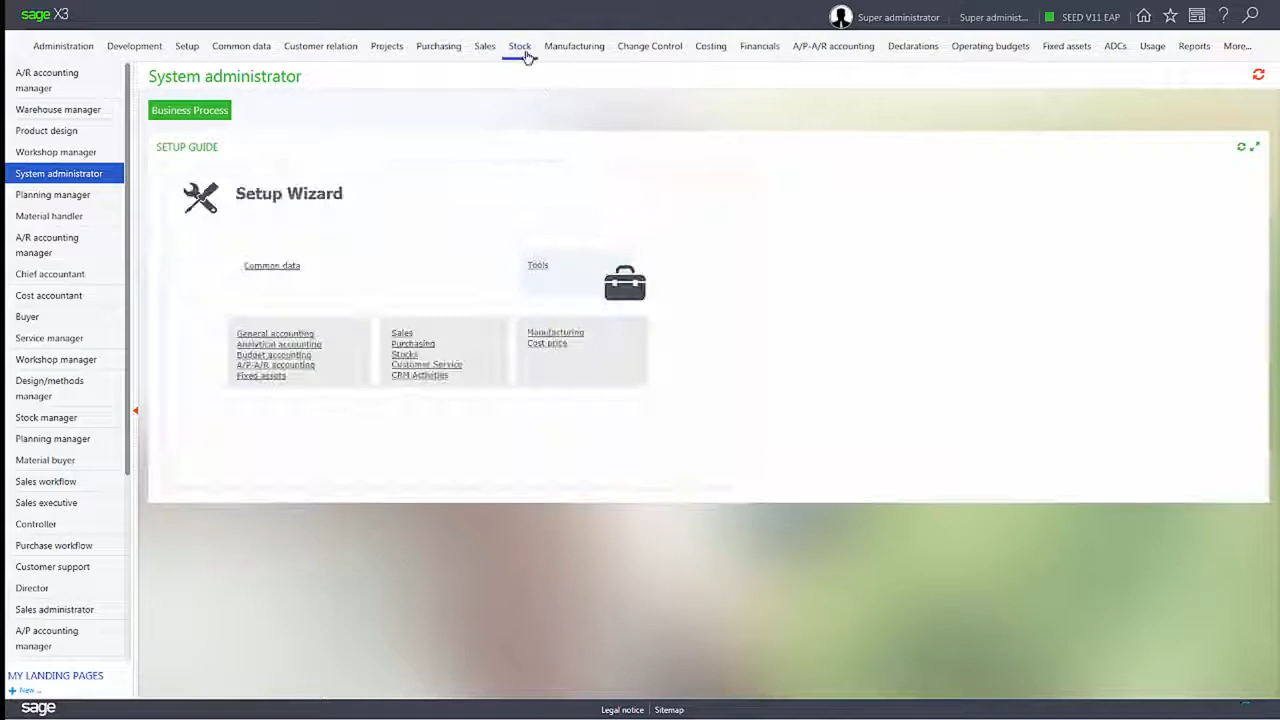 sage X3
Super administrator
Super administ...
SEED V11 EAP
Administration
Development
Setup
Common data
Customer relation
Projects
Purchasing
Sales
Stock
Manufacturing
Change Control
Costing
Financials
A/P-A/R accounting
Declarations
Operating budgets
Fixed assets
ADCs
Usage
Reports
More...
A/R accounting
manager
Warehouse manager
Product design
Workshop manager
System administrator
Planning manager
Material handler
A/R accounting
manager
Chief accountant
Cost accountant
Buyer
Service manager
Workshop manager
Design/methods
manager
Stock manager
Planning manager
Material buyer
Sales workflow
Sales executive
Controller
Purchase workflow
Customer support
Director
Sales administrator
A/P accounting
manager
MY LANDING PAGES
New ...
System administrator
Business Process
SETUP GUIDE
Setup Wizard
Common data
Tools
General accounting
Analytical accounting
Budget accounting
A/P-A/R accounting
Fixed assets
Sales
Purchasing
Stocks
Customer Service
CRM Activities
Manufacturing
Cost price
sage
Legal notice
Sitemap